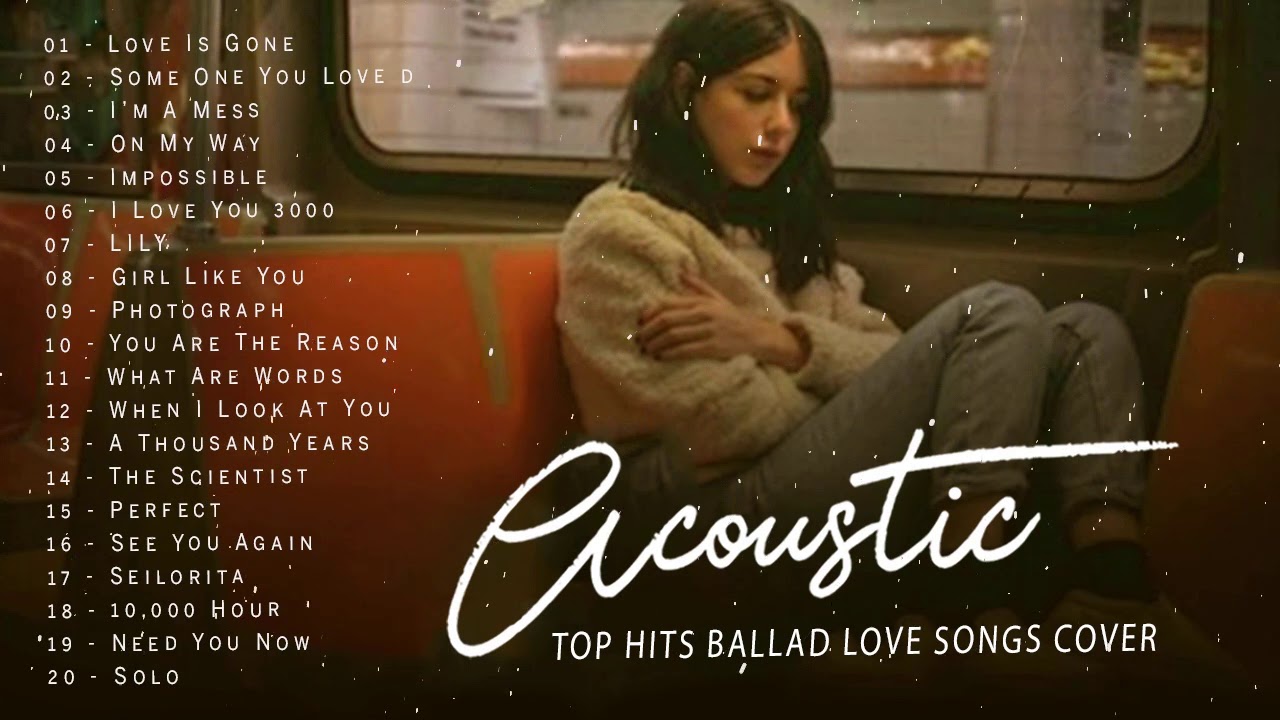 01 - Love Is Gone
02 - Some One You Love d
03 - I'm A Mess
04 - On My Way
05 - Impossible
06 - I Love You 3000
07 - LILY
08 - Girl Like You
09 - Photograph
10 - You Are The Reason
11 - What Are Words
12 - When I Look At You
13 - A Thousand Years
14 - The Scientist
15 - Perfect
16 - See You Again
17 - Seilorita
18 - 10,000 Hour
19 - Need You Now
20 - Solo
Acoustic
TOP HITS BALLAD LOVE SONGS COVER